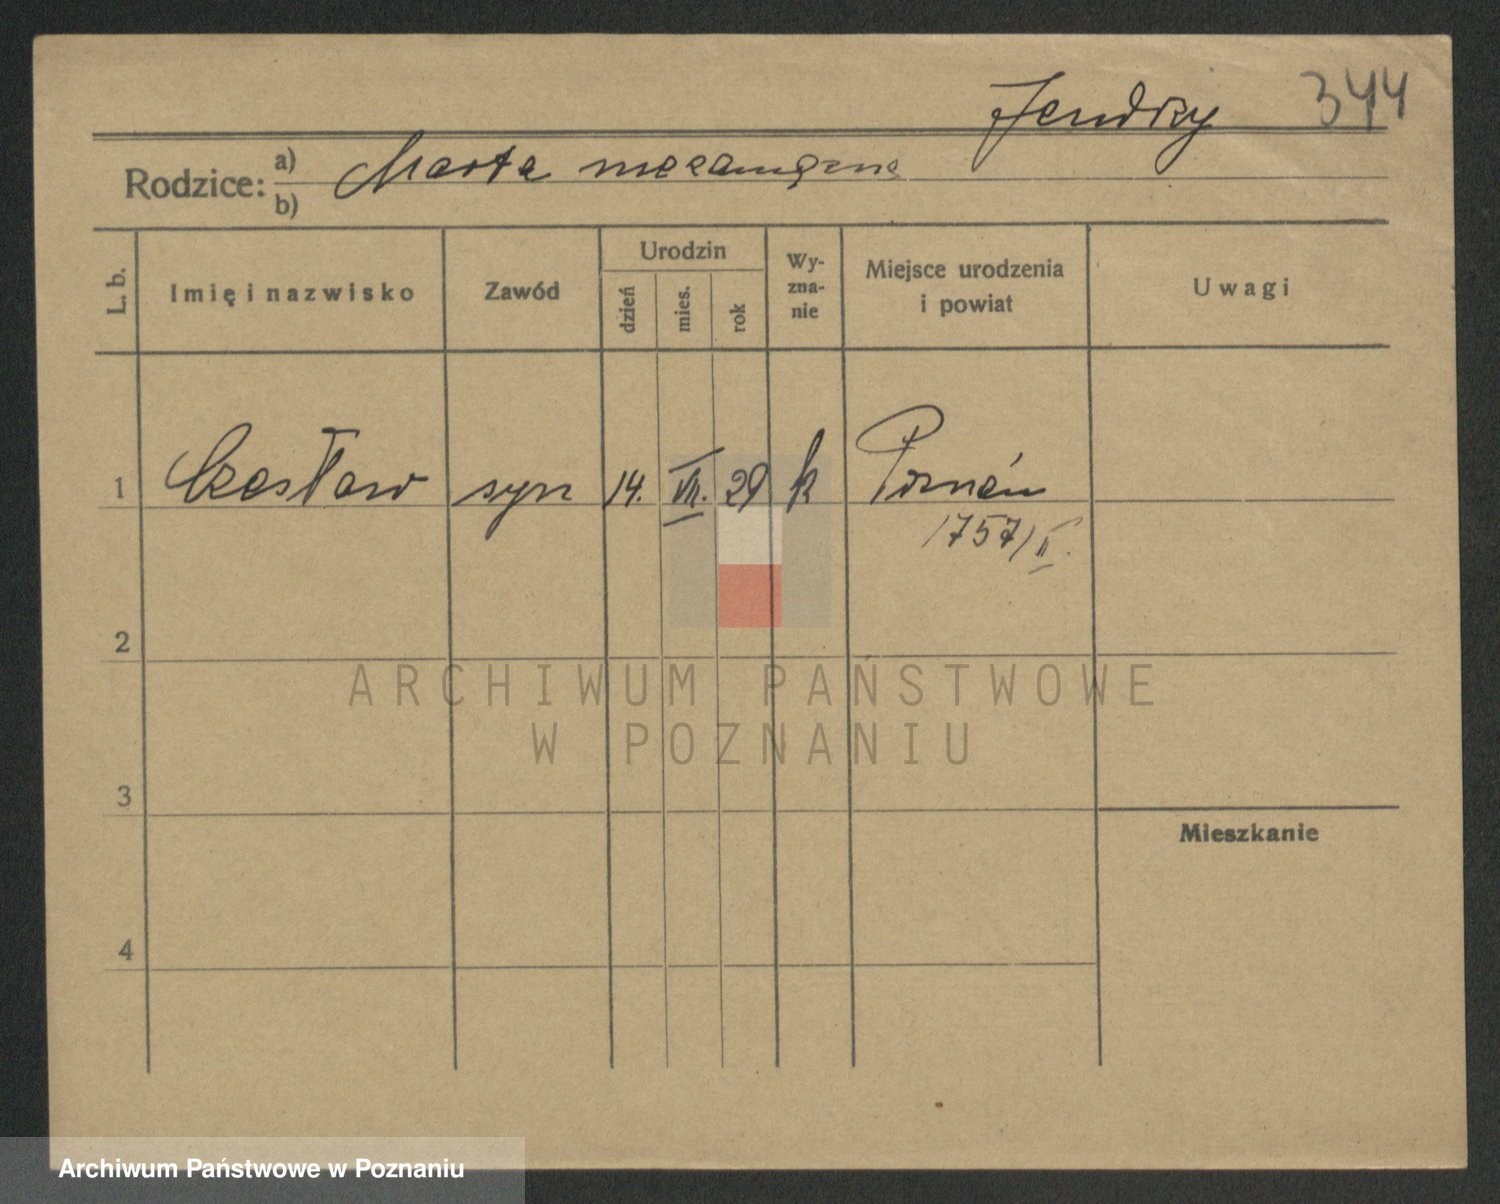 Jendry 344
Rodzice: a) Marta niezamężna
b)
L. b. Imię i nazwisko Zawód Urodzin dzień mies. rok Wy-zna-nie Miejsce urodzenia i powiat Uwagi
1 Czesław syn 14. VII. 29 k Poznań
1757/II.
2
ARCHIWUM PAŃSTWOWE
W POZNANIU
3
Mieszkanie
4
Archiwum Państwowe w Poznaniu